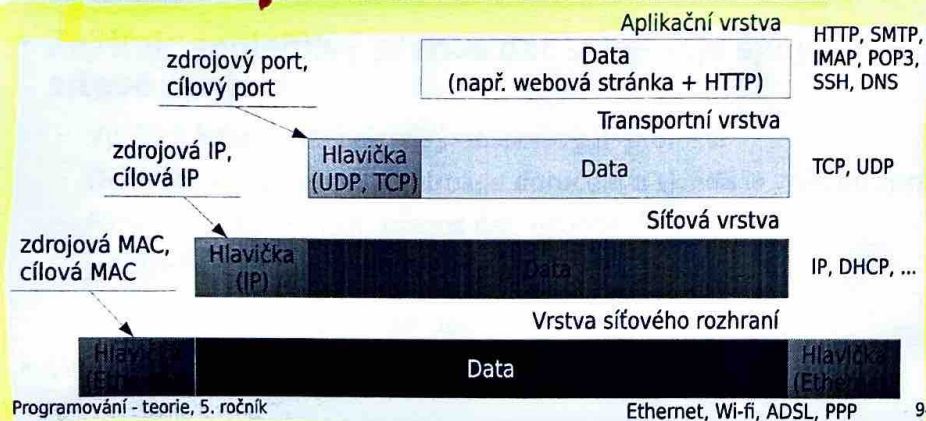 Aplikační vrstva
Data
(např. webová stránka + HTTP)
HTTP, SMTP,
IMAP, POP3,
SSH, DNS
zdrojový port,
cílový port
Transportní vrstva
Hlavička
(UDP, TCP)
Data
TCP, UDP
zdrojová IP,
cílová IP
Síťová vrstva
Hlavička
(IP)
Data
IP, DHCP, ...
zdrojová MAC,
cílová MAC
Vrstva síťového rozhraní
Hlavička
Data
Hlavička
(Ethernet)
Programování - teorie, 5. ročník
Ethernet, Wi-fi, ADSL, PPP
9